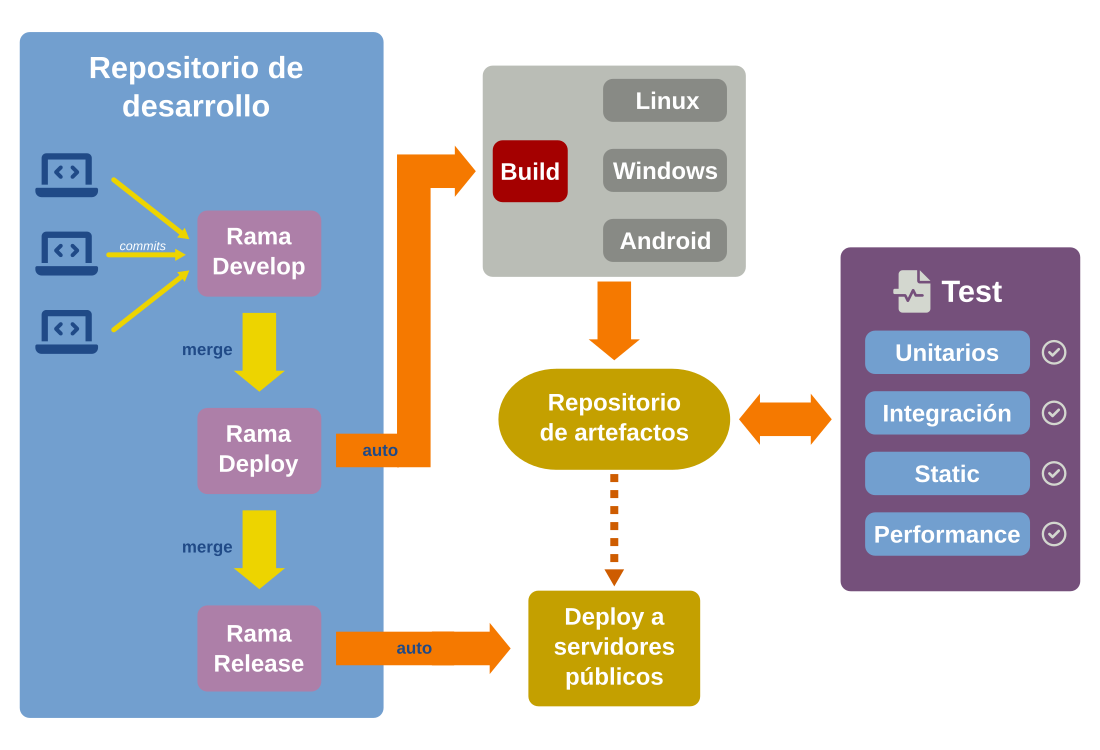 Repositorio de
desarrollo
commits
Rama
Develop
merge
Rama
Deploy
auto
merge
Rama
Release
auto
Build
Linux
Windows
Android
Repositorio
de artefactos
Deploy a
servidores
públicos
Test
Unitarios
Integración
Static
Performance